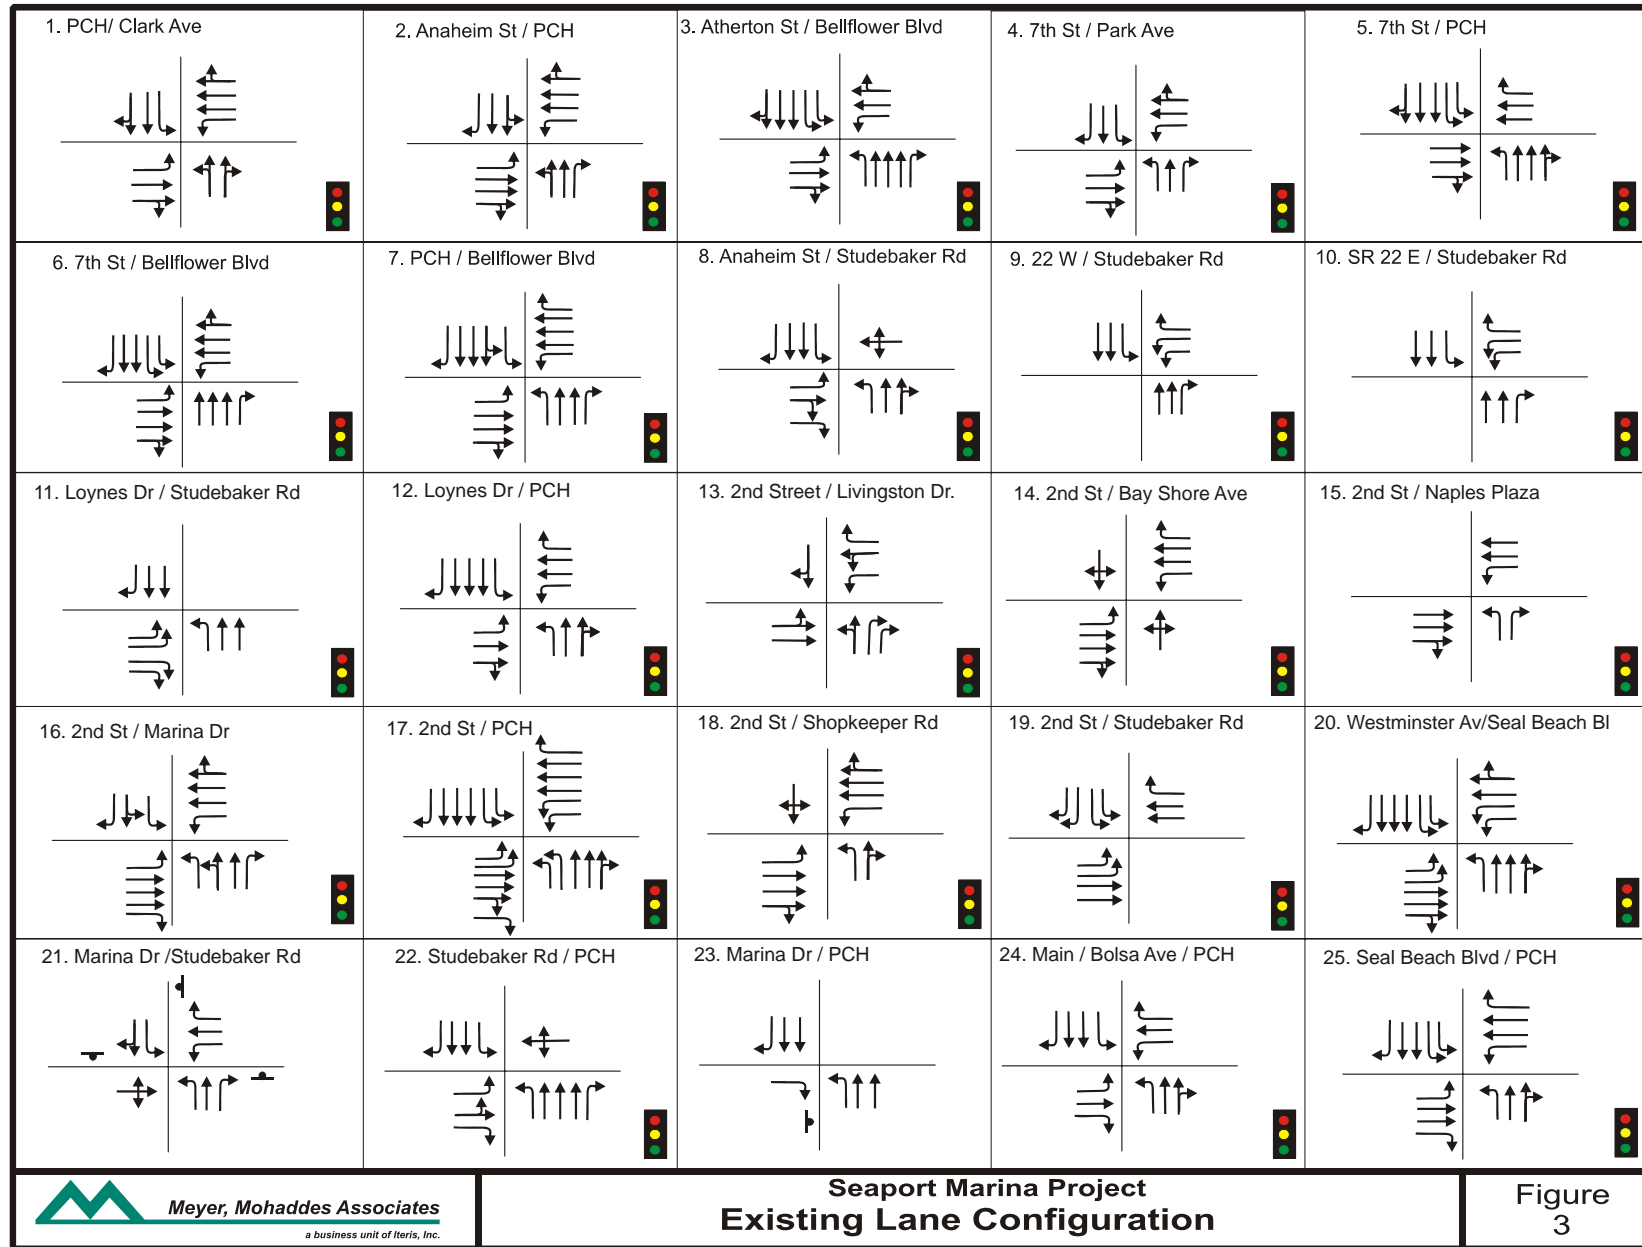 1. PCH/ Clark Ave
2. Anaheim St / PCH
3. Atherton St / Bellflower Blvd
4. 7th St / Park Ave
5. 7th St / PCH
6. 7th St / Bellflower Blvd
7. PCH / Bellflower Blvd
8. Anaheim St / Studebaker Rd
9. 22 W / Studebaker Rd
10. SR 22 E / Studebaker Rd
11. Loynes Dr / Studebaker Rd
12. Loynes Dr / PCH
13. 2nd Street / Livingston Dr.
14. 2nd St / Bay Shore Ave
15. 2nd St / Naples Plaza
16. 2nd St / Marina Dr
17. 2nd St / PCH
18. 2nd St / Shopkeeper Rd
19. 2nd St / Studebaker Rd
20. Westminster Av/Seal Beach Bl
21. Marina Dr /Studebaker Rd
22. Studebaker Rd / PCH
23. Marina Dr / PCH
24. Main / Bolsa Ave / PCH
25. Seal Beach Blvd / PCH
Meyer, Mohaddes Associates
a business unit of Iteris, Inc.
Seaport Marina Project
Existing Lane Configuration
Figure
3